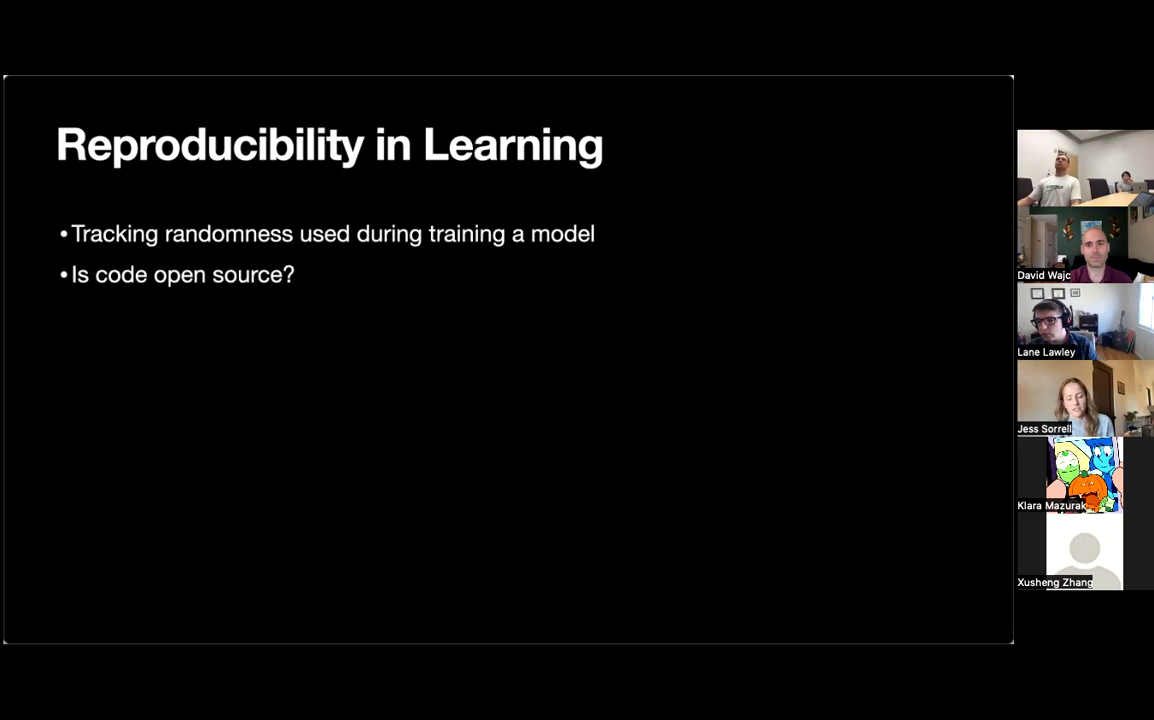 Reproducibility in Learning
• Tracking randomness used during training a model
• Is code open source?
David Wajc
Lane Lawley
Jess Sorrell
Klara Mazurak
Xusheng Zhang